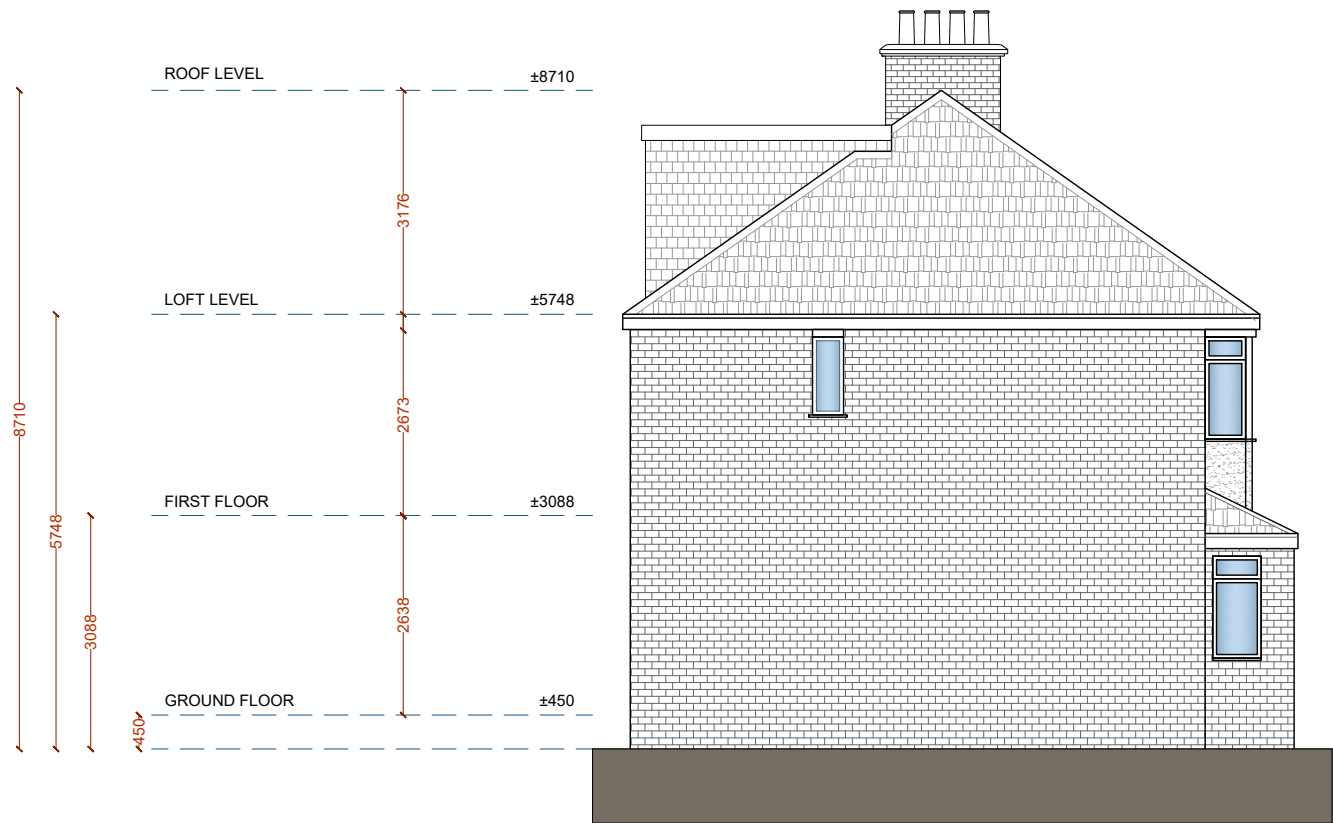 ROOF LEVEL ±8710
3176
LOFT LEVEL ±5748
2673
8710
FIRST FLOOR ±3088
5748
2638
3088
GROUND FLOOR ±450
450